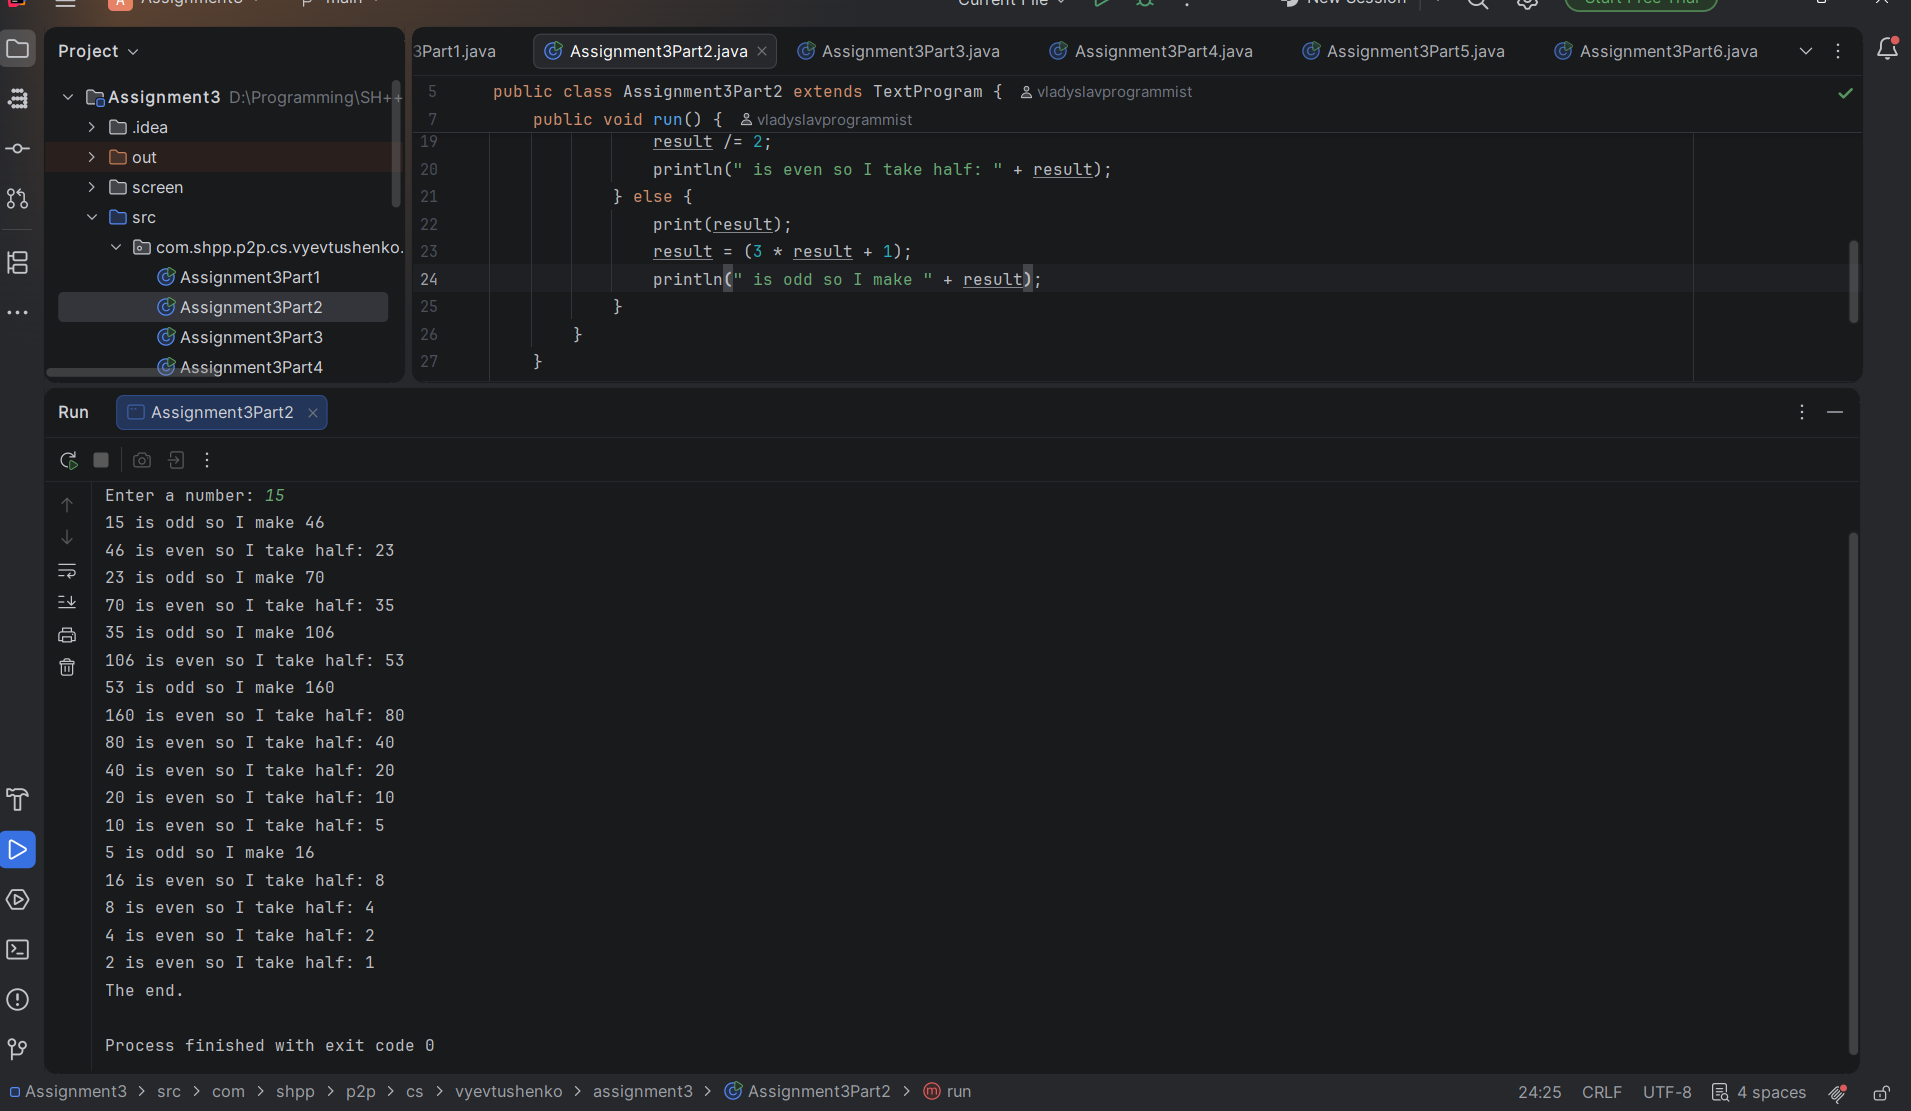 Assignment3
main
Current File
New Session
Start Free Trial
Project
3Part1.java
Assignment3Part2.java
Assignment3Part3.java
Assignment3Part4.java
Assignment3Part5.java
Assignment3Part6.java
Assignment3 D:\Programming\SH++
.idea
out
screen
src
com.shpp.p2p.cs.vyevtushenko.
Assignment3Part1
Assignment3Part2
Assignment3Part3
Assignment3Part4
5 public class Assignment3Part2 extends TextProgram { vladyslavprogrammist
7 public void run() { vladyslavprogrammist
19 result /= 2;
20 println(" is even so I take half: " + result);
21 } else {
22 print(result);
23 result = (3 * result + 1);
24 println(" is odd so I make " + result);
25 }
26 }
27 }
Run Assignment3Part2
Enter a number: 15
15 is odd so I make 46
46 is even so I take half: 23
23 is odd so I make 70
70 is even so I take half: 35
35 is odd so I make 106
106 is even so I take half: 53
53 is odd so I make 160
160 is even so I take half: 80
80 is even so I take half: 40
40 is even so I take half: 20
20 is even so I take half: 10
10 is even so I take half: 5
5 is odd so I make 16
16 is even so I take half: 8
8 is even so I take half: 4
4 is even so I take half: 2
2 is even so I take half: 1
The end.
Process finished with exit code 0
Assignment3 > src > com > shpp > p2p > cs > vyevtushenko > assignment3 > Assignment3Part2 > run
24:25 CRLF UTF-8 4 spaces